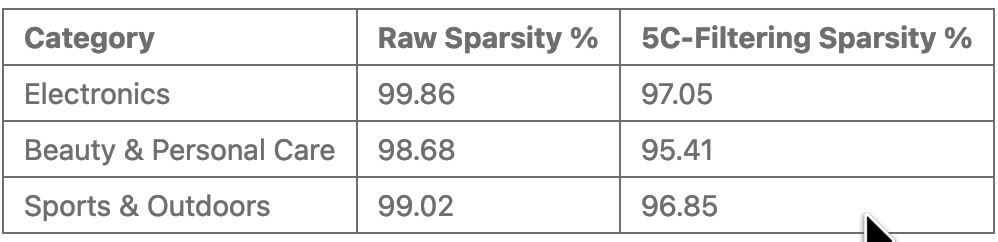 Category Raw Sparsity % 5C-Filtering Sparsity %
Electronics 99.86 97.05
Beauty & Personal Care 98.68 95.41
Sports & Outdoors 99.02 96.85